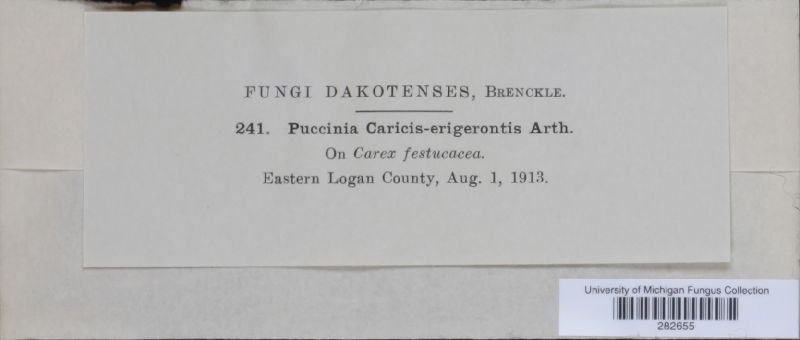 FUNGI DAKOTENSES, BRENCKLE.
241. Puccinia Caricis-erigerontis Arth.
On Carex festucacea.
Eastern Logan County, Aug. 1, 1913.
University of Michigan Fungus Collection
282655